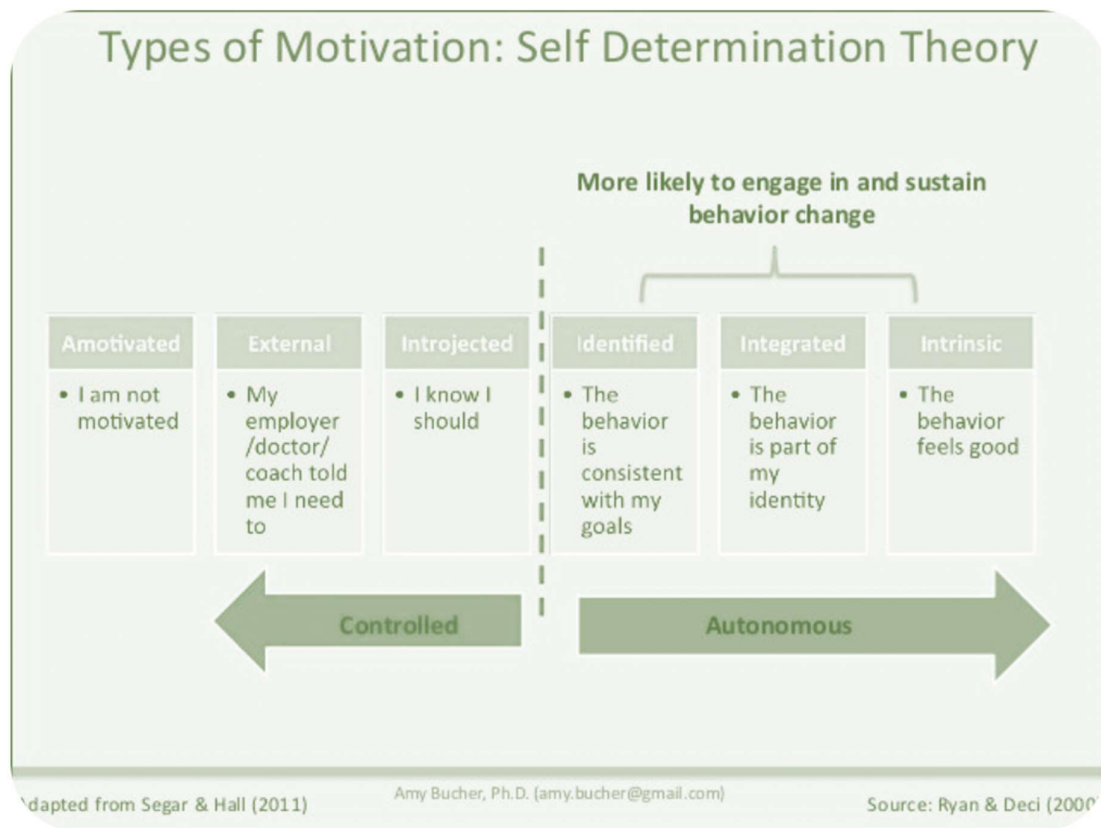 Types of Motivation: Self Determination Theory
More likely to engage in and sustain
behavior change
Amotivated
• I am not
motivated
External
• My
employer
/doctor/
coach told
me I need
to
Introjected
• I know I
should
Identified
• The
behavior
is
consistent
with my
goals
Integrated
• The
behavior
is part of
my
identity
Intrinsic
• The
behavior
feels good
Controlled
Autonomous
dapted from Segar & Hall (2011)
Amy Bucher, Ph.D. (amy.bucher@gmail.com)
Source: Ryan & Deci (2000)